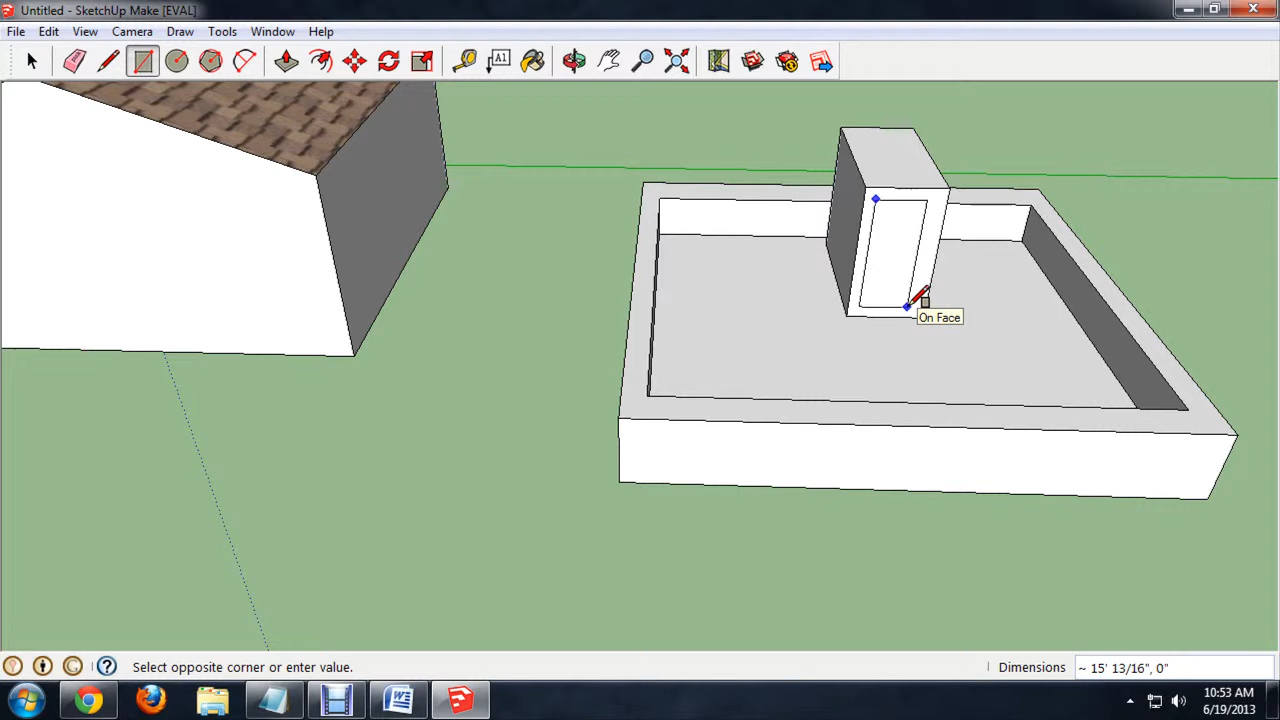 Untitled - SketchUp Make [EVAL]
File Edit View Camera Draw Tools Window Help
A1
On Face
Select opposite corner or enter value.
Dimensions ~ 15' 13/16", 0"
10:53 AM
6/19/2013